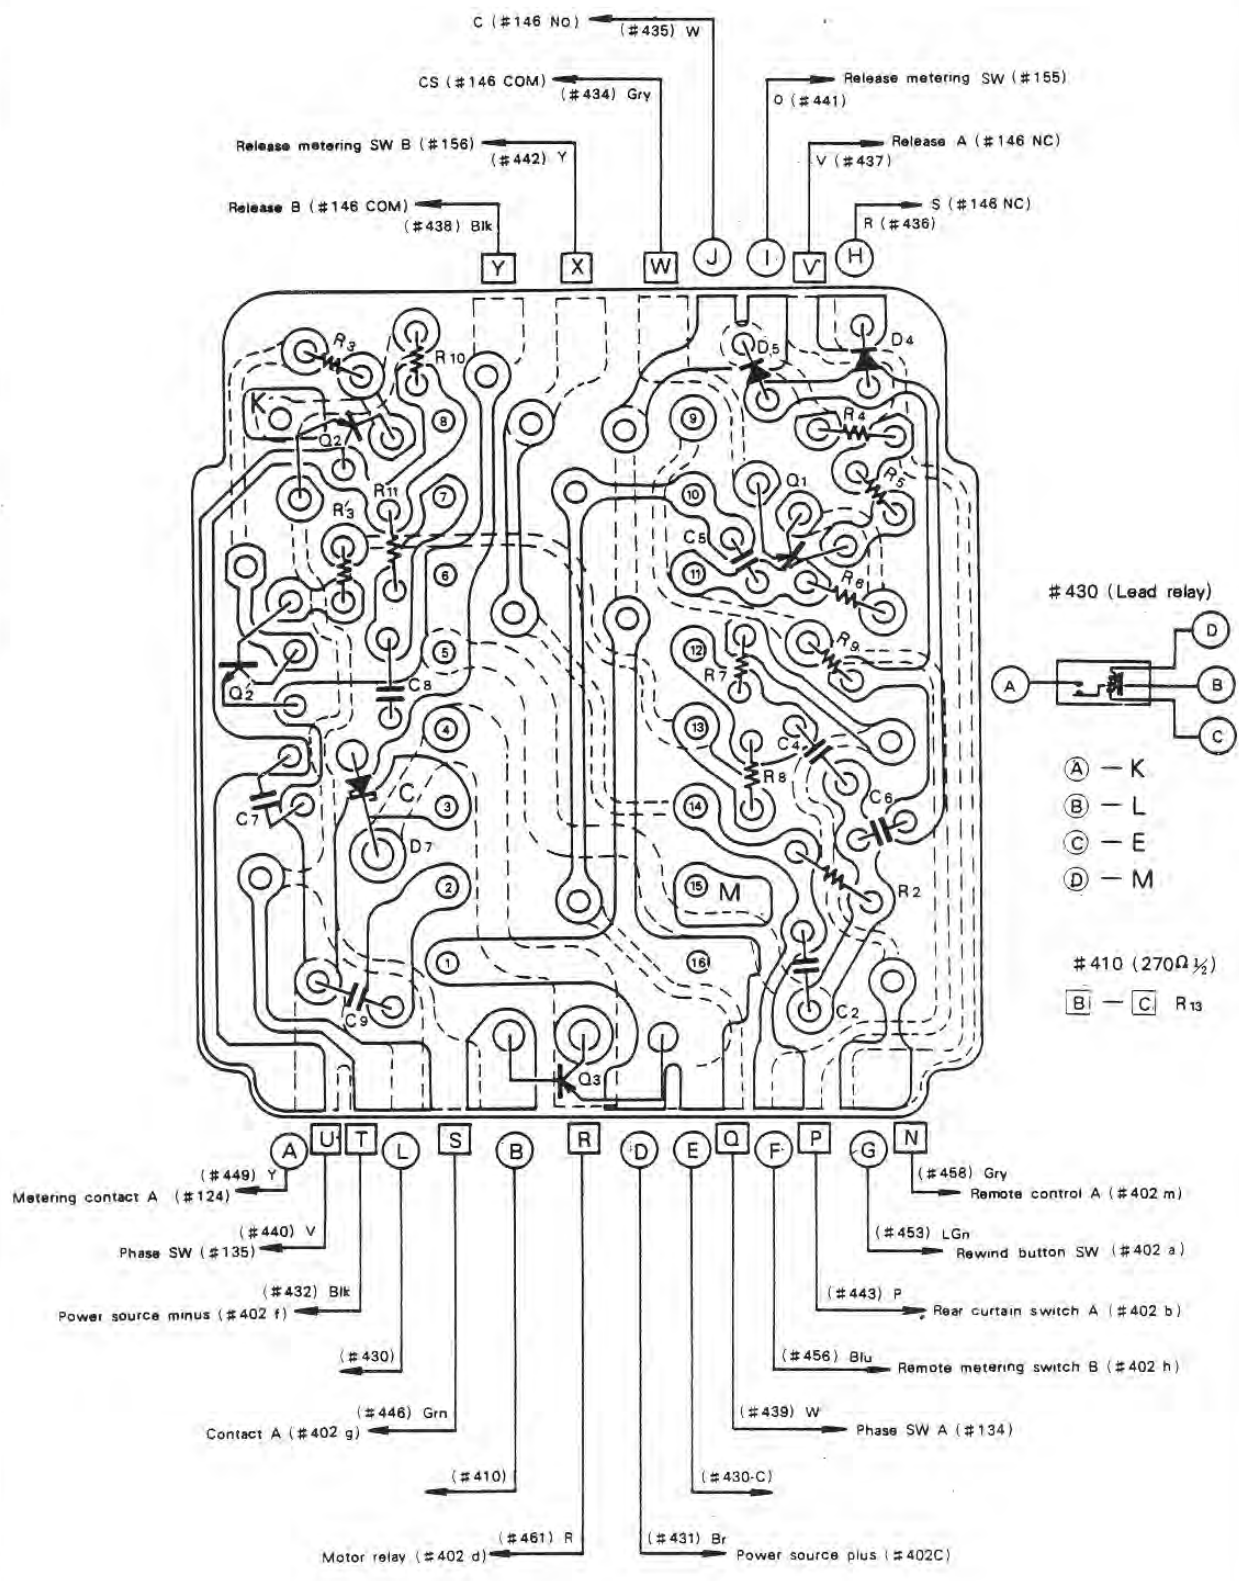 C (#146 NO)
(#435) W
CS (#146 COM)
(#434) Gry
Release metering SW (#155)
O (#441)
Release metering SW B (#156)
(#442) Y
Release A (#146 NC)
V (#437)
Release B (#146 COM)
(#438) Blk
S (#146 NC)
R (#436)
Y
X
W
J
I
V
H
R3
R10
D5
D4
K
Q2
8
9
R4
R11
7
10
Q1
R5
R'3
C5
6
11
R6
#430 (Lead relay)
D
A
B
C
5
12
R9
R7
Q'2
C8
4
13
C4
R8
C
3
14
C6
C7
D7
A – K
B – L
C – E
D – M
2
15
M
R2
1
16
#410 (270Ω ½)
B – C R13
C9
C2
Q3
A
U
T
L
S
B
R
D
E
Q
F
P
G
N
(#449) Y
Metering contact A (#124)
(#458) Gry
Remote control A (#402 m)
(#440) V
Phase SW (#135)
(#453) LGn
Rewind button SW (#402 a)
(#432) Blk
Power source minus (#402 f)
(#443) P
Rear curtain switch A (#402 b)
(#430)
(#456) Blu
Remote metering switch B (#402 h)
(#446) Grn
Contact A (#402 g)
(#439) W
Phase SW A (#134)
(#410)
(#430-C)
(#461) R
Motor relay (#402 d)
(#431) Br
Power source plus (#402C)